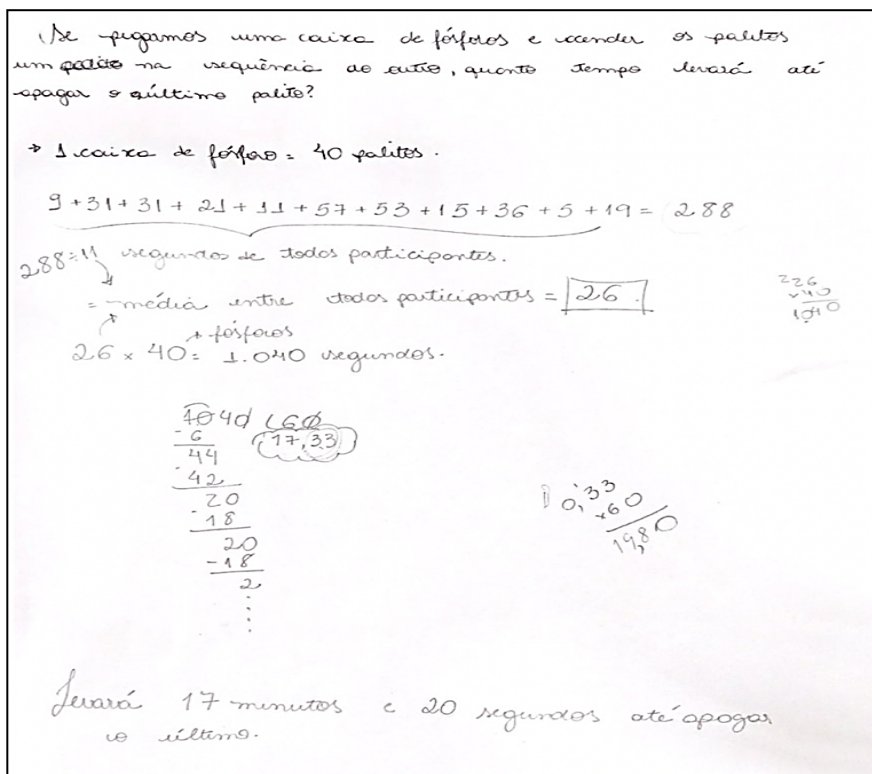 Se pegarmos uma caixa de fósforos e acender os palitos
um palito na sequência do outro, quanto tempo levará até
apagar o último palito?
→ 1 caixa de fósforo = 40 palitos.
9+31+31+21+11+57+53+15+36+5+19= 288
288÷11 segundos de todos participantes.
= média entre todos participantes = 26.
226
×40
1040
fósforos
26 × 40 = 1.040 segundos.
1040 60
-6 17,33
44
-42
20
-18
20
-18
2
0,33
×60
19,80
Levará 17 minutos e 20 segundos até apagar
o último.